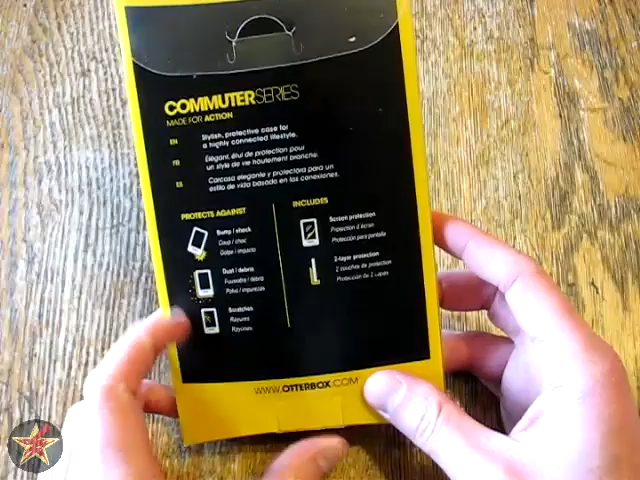 COMMUTERSERIES
MADE FOR ACTION
EN Stylish, protective case for
a highly connected lifestyle.
FR Élégant, étui de protection pour
un style de vie hautement branché.
ES Carcasa elegante y protectora para un
estilo de vida basado en las conexiones.
PROTECTS AGAINST
Bump / shock
Coup / choc
Golpe / impacto
Dust / debris
Poussière / débris
Polvo / impurezas
Scratches
Rayures
Rayones
INCLUDES
Screen protection
Protection d'écran
Protección para pantalla
2-layer protection
2 couches de protection
Protección de 2 capas
WWW.OTTERBOX.COM